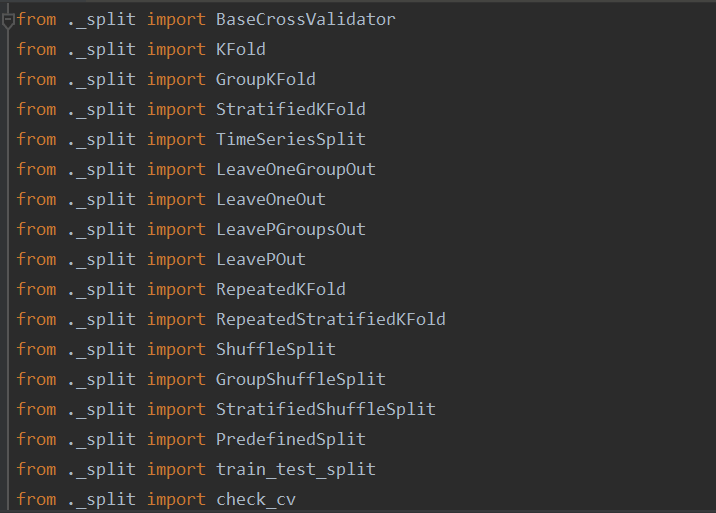 from ._split import BaseCrossValidator
from ._split import KFold
from ._split import GroupKFold
from ._split import StratifiedKFold
from ._split import TimeSeriesSplit
from ._split import LeaveOneGroupOut
from ._split import LeaveOneOut
from ._split import LeavePGroupsOut
from ._split import LeavePOut
from ._split import RepeatedKFold
from ._split import RepeatedStratifiedKFold
from ._split import ShuffleSplit
from ._split import GroupShuffleSplit
from ._split import StratifiedShuffleSplit
from ._split import PredefinedSplit
from ._split import train_test_split
from ._split import check_cv